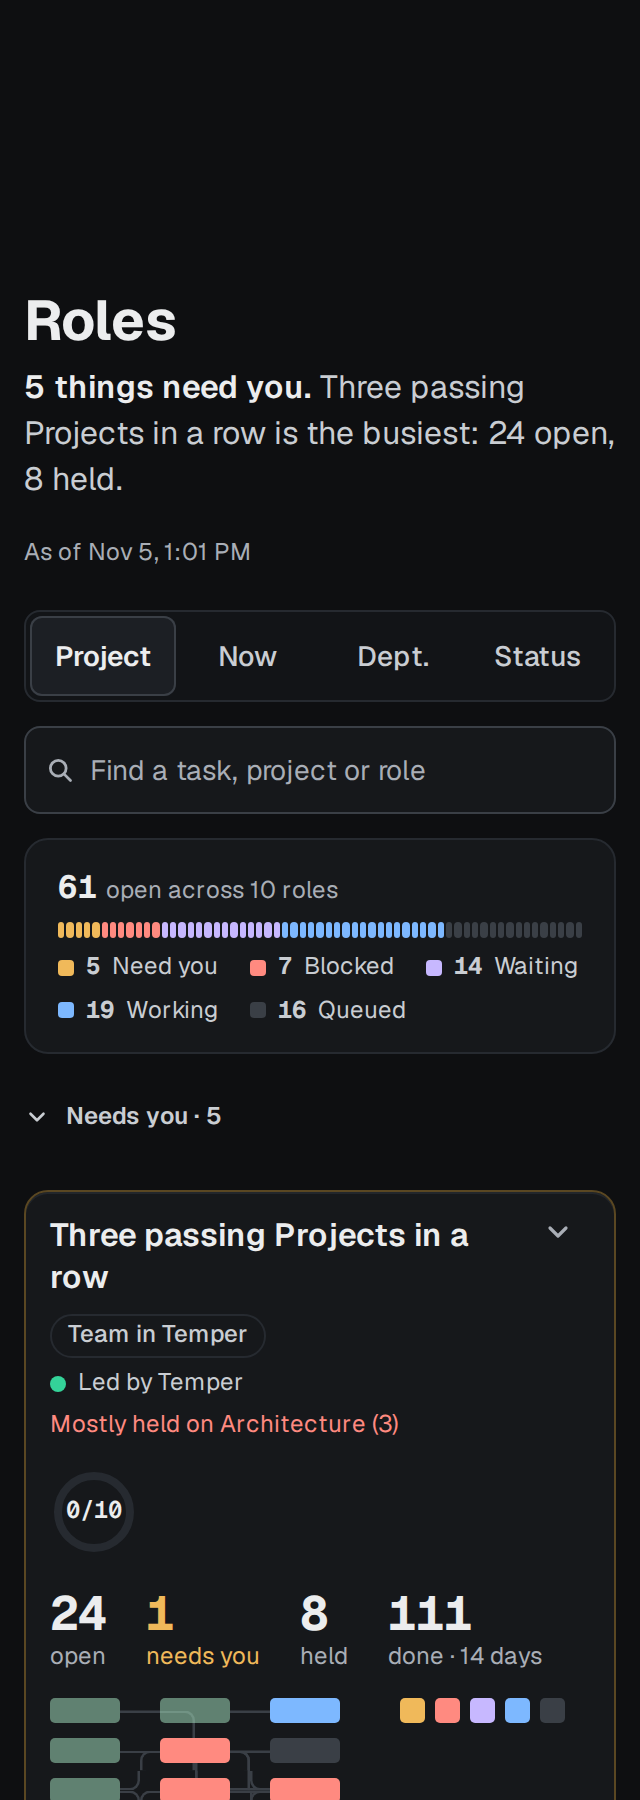 Roles
5 things need you. Three passing
Projects in a row is the busiest: 24 open,
8 held.
As of Nov 5, 1:01 PM
Project Now Dept. Status
Find a task, project or role
61 open across 10 roles
5 Need you 7 Blocked 14 Waiting
19 Working 16 Queued
Needs you · 5
Three passing Projects in a
row
Team in Temper
Led by Temper
Mostly held on Architecture (3)
0/10
24 1 8 111
open needs you held done · 14 days